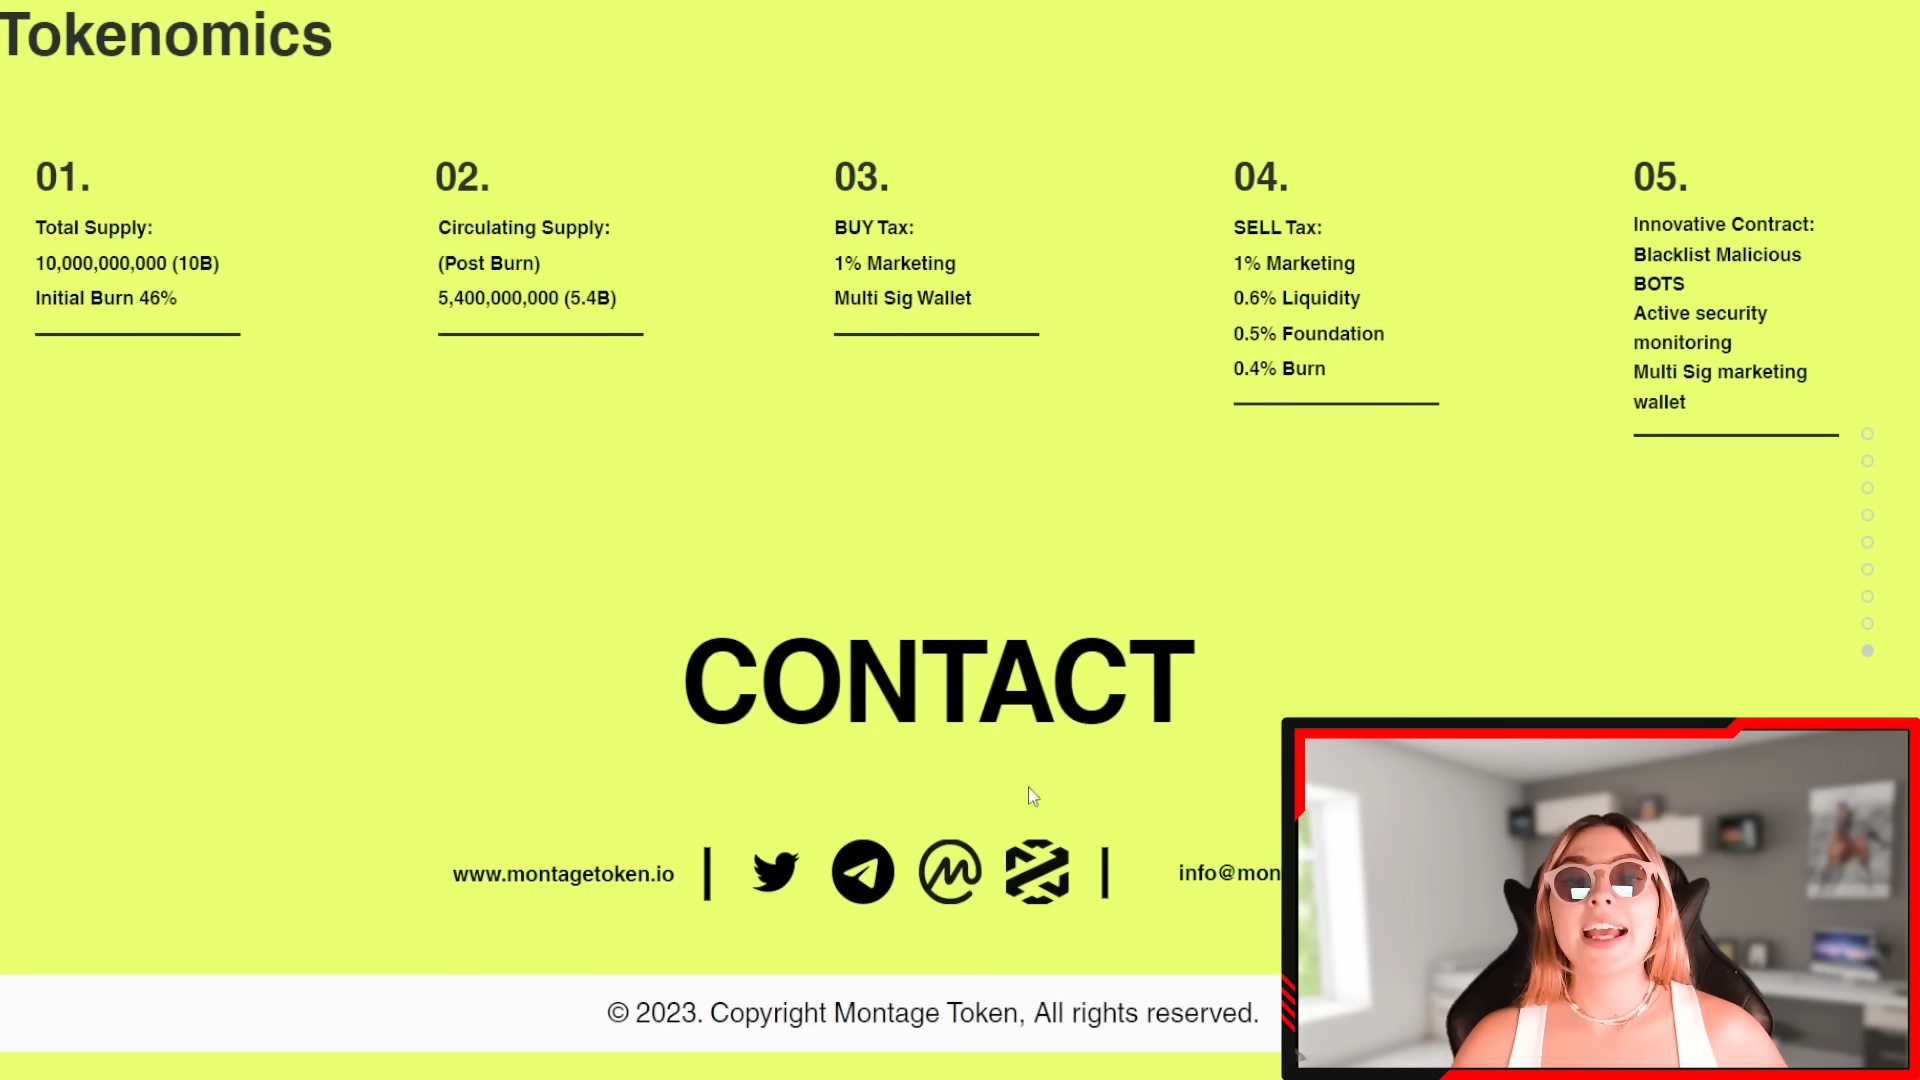 Tokenomics
01.
Total Supply:
10,000,000,000 (10B)
Initial Burn 46%
02.
Circulating Supply:
(Post Burn)
5,400,000,000 (5.4B)
03.
BUY Tax:
1% Marketing
Multi Sig Wallet
04.
SELL Tax:
1% Marketing
0.6% Liquidity
0.5% Foundation
0.4% Burn
05.
Innovative Contract:
Blacklist Malicious
BOTS
Active security
monitoring
Multi Sig marketing
wallet
CONTACT
www.montagetoken.io
info@mon
© 2023. Copyright Montage Token, All rights reserved.